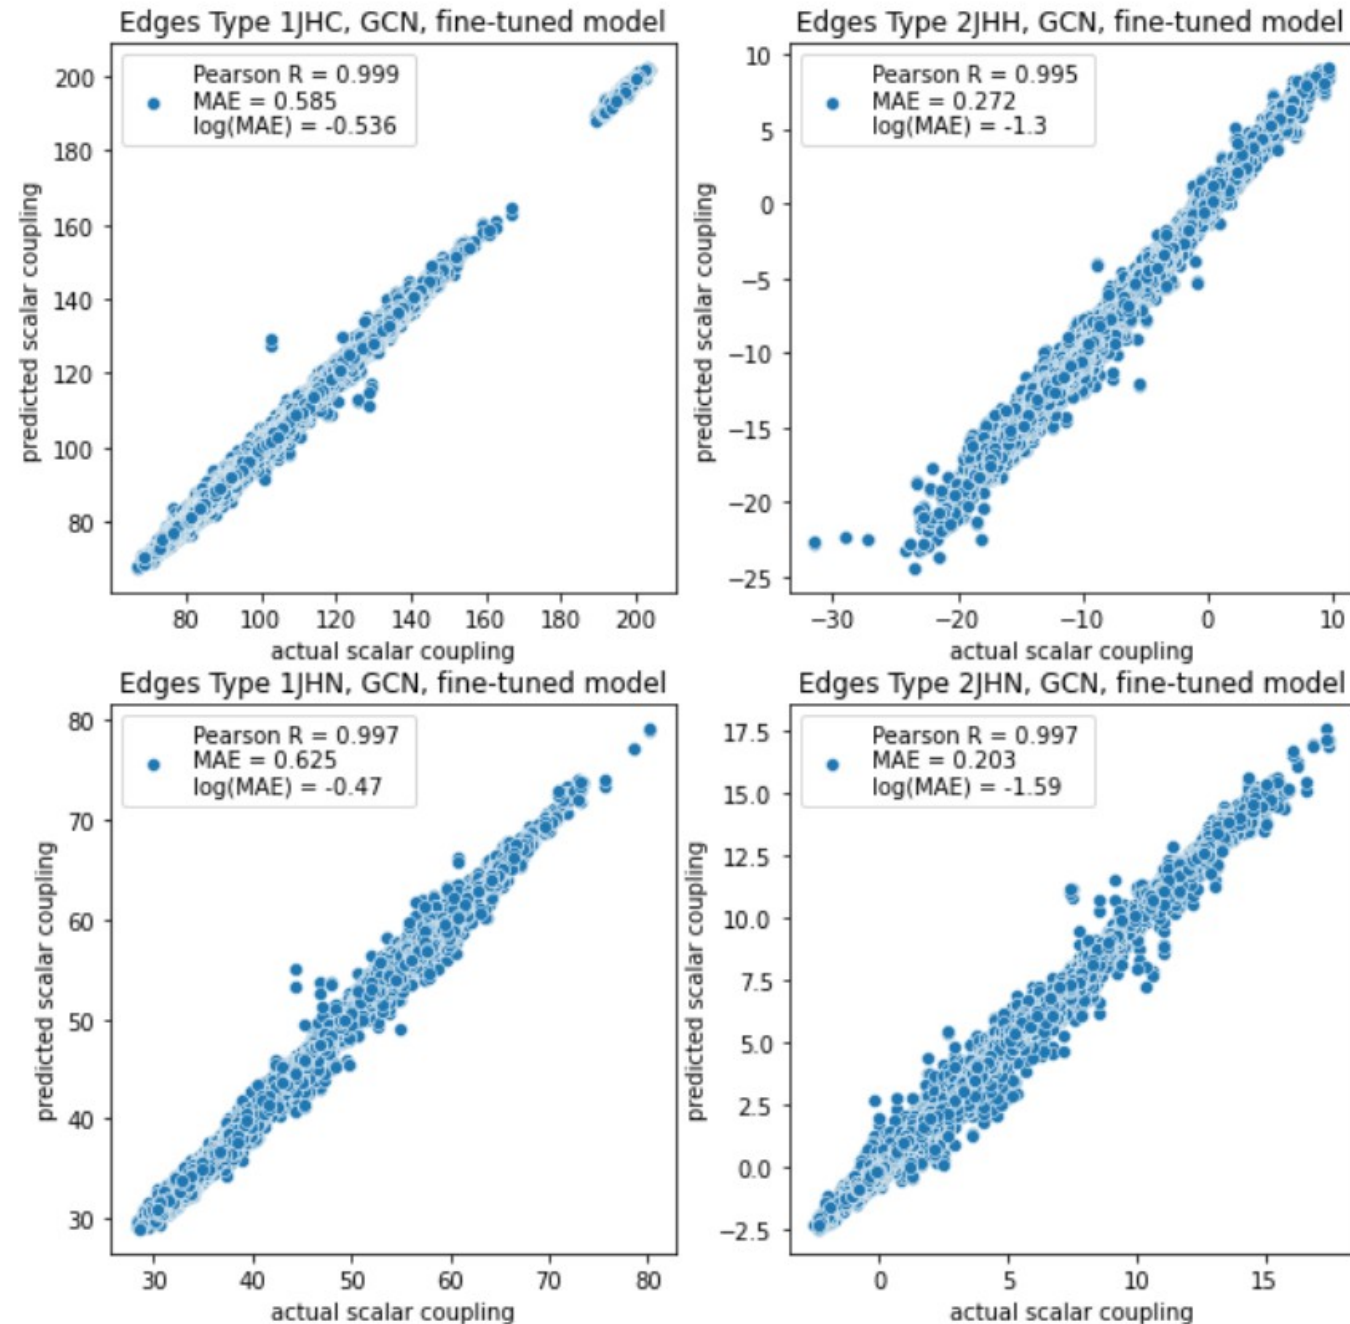 Edges Type 1JHC, GCN, fine-tuned model
Pearson R = 0.999
MAE = 0.585
log(MAE) = -0.536
predicted scalar coupling
200
180
160
140
120
100
80
80 100 120 140 160 180 200
actual scalar coupling
Edges Type 2JHH, GCN, fine-tuned model
Pearson R = 0.995
MAE = 0.272
log(MAE) = -1.3
predicted scalar coupling
10
5
0
−5
−10
−15
−20
−25
−30 −20 −10 0 10
actual scalar coupling
Edges Type 1JHN, GCN, fine-tuned model
Pearson R = 0.997
MAE = 0.625
log(MAE) = -0.47
predicted scalar coupling
80
70
60
50
40
30
30 40 50 60 70 80
actual scalar coupling
Edges Type 2JHN, GCN, fine-tuned model
Pearson R = 0.997
MAE = 0.203
log(MAE) = -1.59
predicted scalar coupling
17.5
15.0
12.5
10.0
7.5
5.0
2.5
0.0
−2.5
0 5 10 15
actual scalar coupling